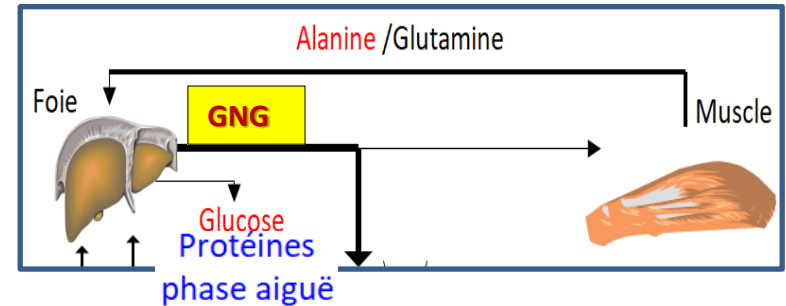 Alanine /Glutamine
Foie
GNG
Muscle
Glucose
Protéines
phase aiguë